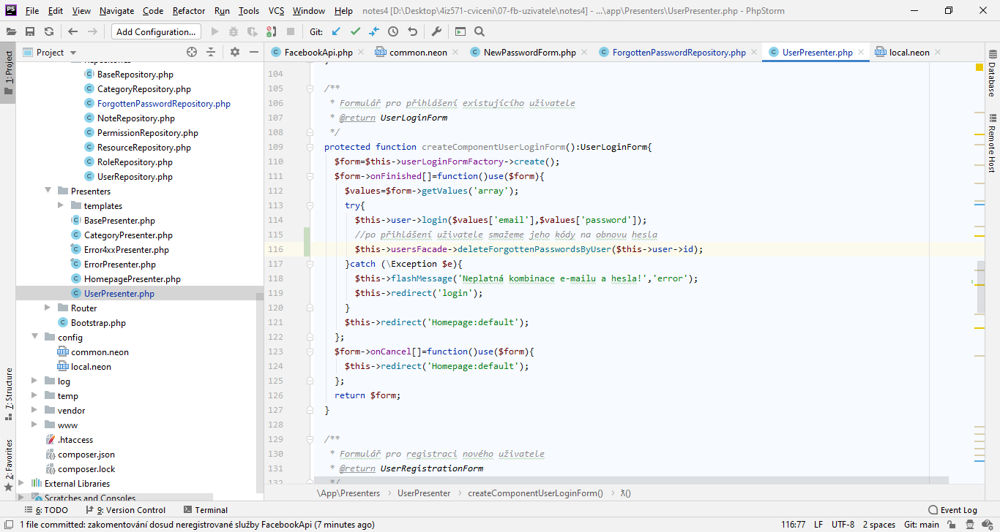 File Edit View Navigate Code Refactor Run Tools VCS Window Help notes4 [D:\Desktop\4iz571-cviceni\07-fb-uzivatele\notes4] - ...\app\Presenters\UserPresenter.php - PhpStorm
Add Configuration... Git:
Project FacebookApi.php common.neon NewPasswordForm.php ForgottenPasswordRepository.php UserPresenter.php local.neon
1: Project
7: Structure
2: Favorites
BaseRepository.php
CategoryRepository.php
ForgottenPasswordRepository.php
NoteRepository.php
PermissionRepository.php
ResourceRepository.php
RoleRepository.php
UserRepository.php
Presenters
templates
BasePresenter.php
CategoryPresenter.php
Error4xxPresenter.php
ErrorPresenter.php
HomepagePresenter.php
UserPresenter.php
Router
Bootstrap.php
config
common.neon
local.neon
log
temp
vendor
www
.htaccess
composer.json
composer.lock
External Libraries
Scratches and Consoles
104
105 /**
106 * Formulář pro přihlášení existujícího uživatele
107 * @return UserLoginForm
108 */
109 protected function createComponentUserLoginForm():UserLoginForm{
110 $form=$this->userLoginFormFactory->create();
111 $form->onFinished[]=function()use($form){
112 $values=$form->getValues('array');
113 try{
114 $this->user->login($values['email'],$values['password']);
115 //po přihlášení uživatele smažeme jeho kódy na obnovu hesla
116 $this->usersFacade->deleteForgottenPasswordsByUser($this->user->id);
117 }catch (\Exception $e){
118 $this->flashMessage('Neplatná kombinace e-mailu a hesla!','error');
119 $this->redirect('login');
120 }
121 $this->redirect('Homepage:default');
122 };
123 $form->onCancel[]=function()use($form){
124 $this->redirect('Homepage:default');
125 };
126 return $form;
127 }
128
129 /**
130 * Formulář pro registraci nového uživatele
131 * @return UserRegistrationForm
132 */
Database
Remote Host
\App\Presenters UserPresenter createComponentUserLoginForm() λ()
6: TODO 9: Version Control Terminal Event Log
1 file committed: zakomentování dosud neregistrované služby FacebookApi (7 minutes ago) 116:77 LF UTF-8 2 spaces Git: main